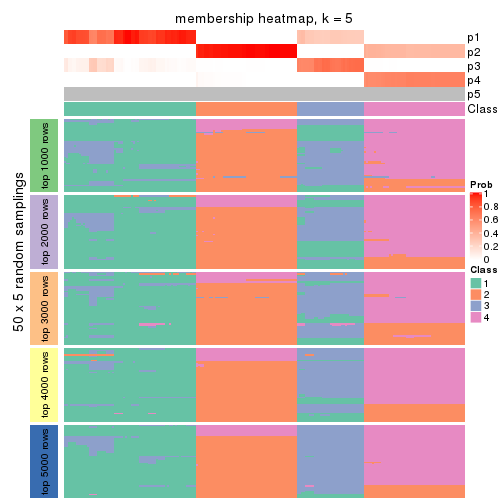 membership heatmap, k = 5
p1
p2
p3
p4
p5
Class
50 x 5 random samplings
top 1000 rows
top 2000 rows
top 3000 rows
top 4000 rows
top 5000 rows
Prob
1
0.8
0.6
0.4
0.2
0
Class
1
2
3
4